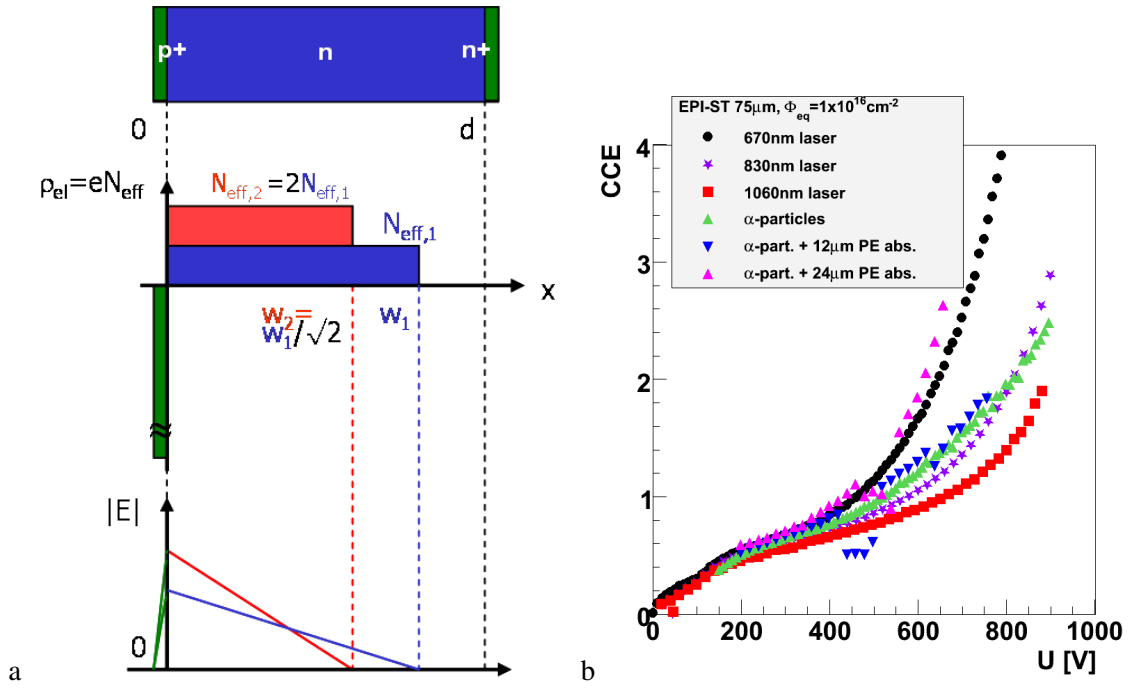 p+ n n+
0 d
ρel=eNeff
Neff,2=2Neff,1
Neff,1
x
w2=
w1/√2
w1
|E|
0
a
EPI-ST 75μm, Φeq=1x10^16cm^-2
670nm laser
830nm laser
1060nm laser
α-particles
α-part. + 12μm PE abs.
α-part. + 24μm PE abs.
CCE
4
3
2
1
0
0 200 400 600 800 1000
U [V]
b